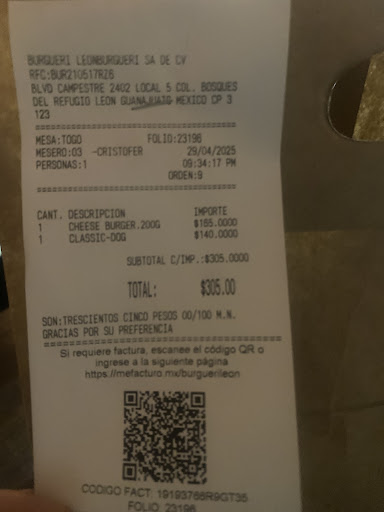 BURGUERI LEONBURGUERI SA DE CV
RFC:BUR210517RZ6
BLVD CAMPESTRE 2402 LOCAL 5 COL. BOSQUES
DEL REFUGIO LEON GUANAJUATO MEXICO CP 3
123
MESA:TOGO FOLIO:23196
MESERO:03 -CRISTOFER 29/04/2025
PERSONAS:1 09:34:17 PM
ORDEN:9
CANT. DESCRIPCION IMPORTE
1 CHEESE BURGER.200G $165.0000
1 CLASSIC-DOG $140.0000
SUBTOTAL C/IMP.:$305.0000
TOTAL: $305.00
SON:TRESCIENTOS CINCO PESOS 00/100 M.N.
GRACIAS POR SU PREFERENCIA
Si requiere factura, escanee el código QR o
ingrese a la siguiente página
https://mefacturo.mx/burguerileon
CODIGO FACT: 19193766R9GT35
FOLIO: 23196